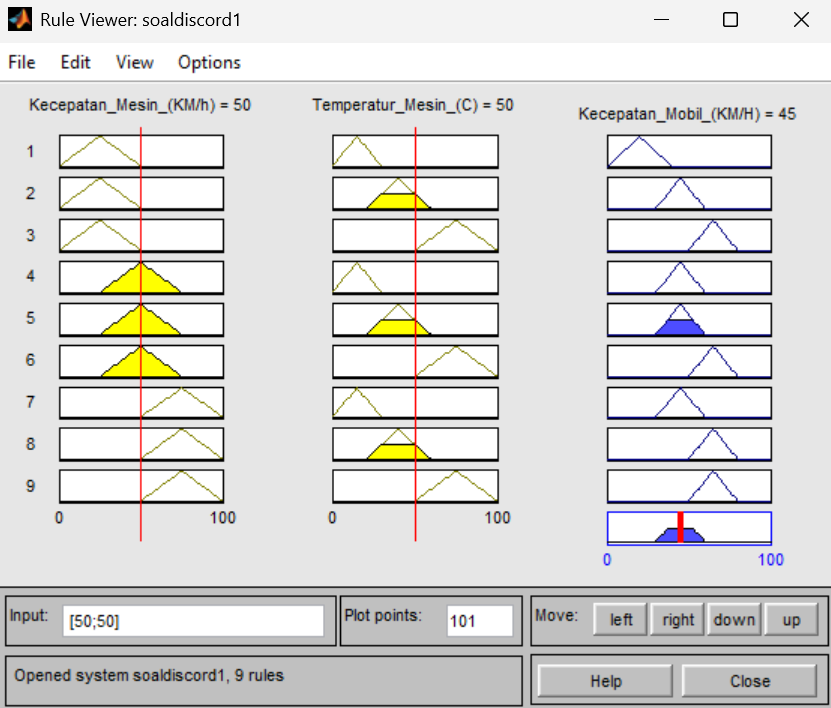 Rule Viewer: soaldiscord1
File Edit View Options
Kecepatan_Mesin_(KM/h) = 50
Temperatur_Mesin_(C) = 50
Kecepatan_Mobil_(KM/H) = 45
1
2
3
4
5
6
7
8
9
0 100
0 100
0 100
Input: [50;50]
Plot points: 101
Move: left right down up
Opened system soaldiscord1, 9 rules
Help Close